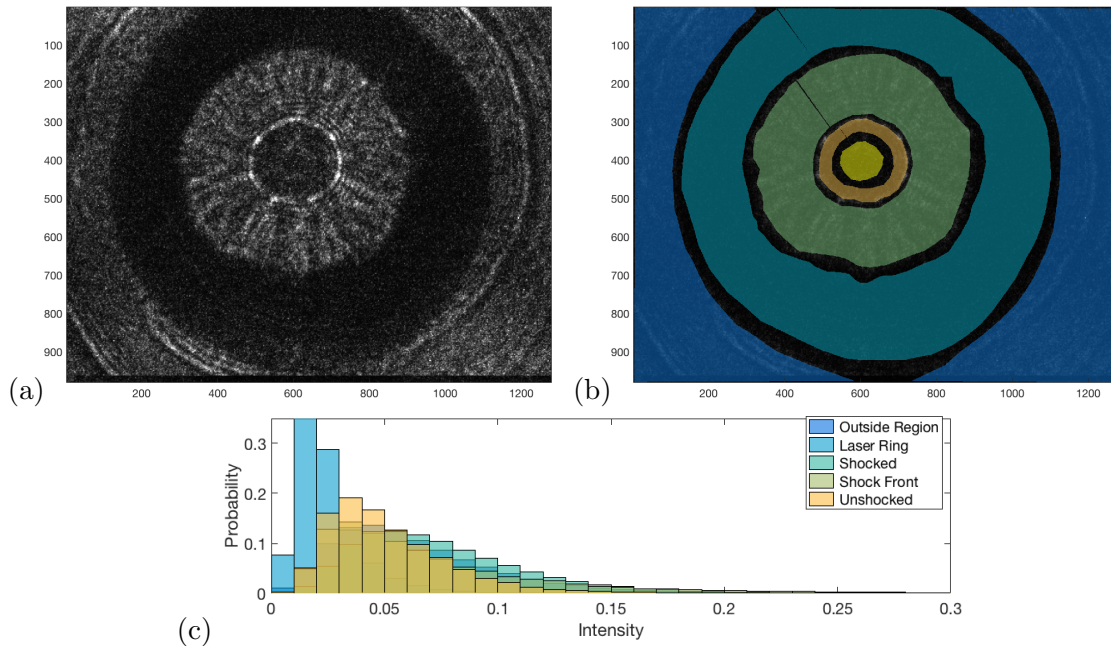 100
200
300
400
500
600
700
800
900
200 400 600 800 1000 1200
(a)
100
200
300
400
500
600
700
800
900
200 400 600 800 1000 1200
(b)
Probability
0.3
0.2
0.1
0
0 0.05 0.1 0.15 0.2 0.25 0.3
Intensity
Outside Region
Laser Ring
Shocked
Shock Front
Unshocked
(c)